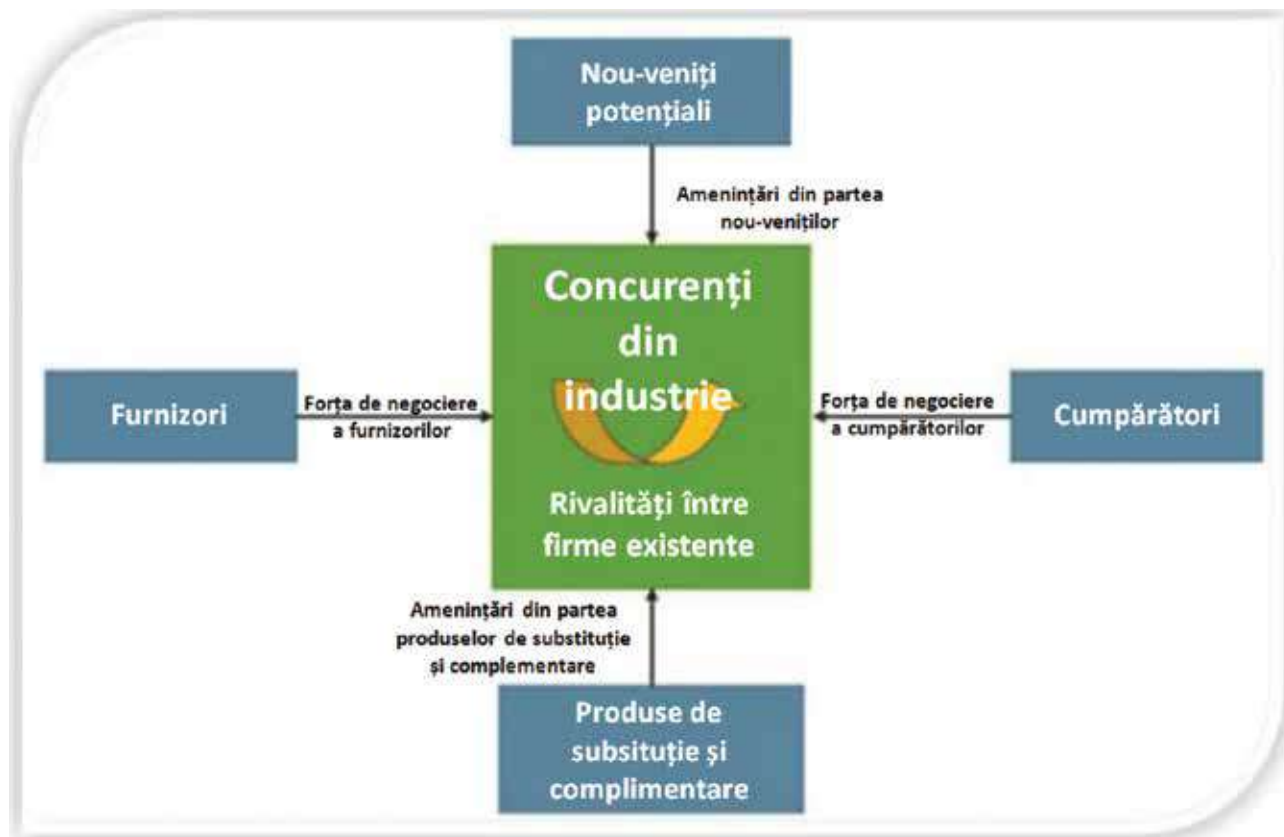 Nou-veniți
potențiali
Amenințări din partea
nou-veniților
Concurenți
din
industrie
Rivalități între
firme existente
Furnizori
Forța de negociere
a furnizorilor
Forța de negociere
a cumpărătorilor
Cumpărători
Amenințări din partea
produselor de substituție
și complementare
Produse de
subsituție și
complimentare